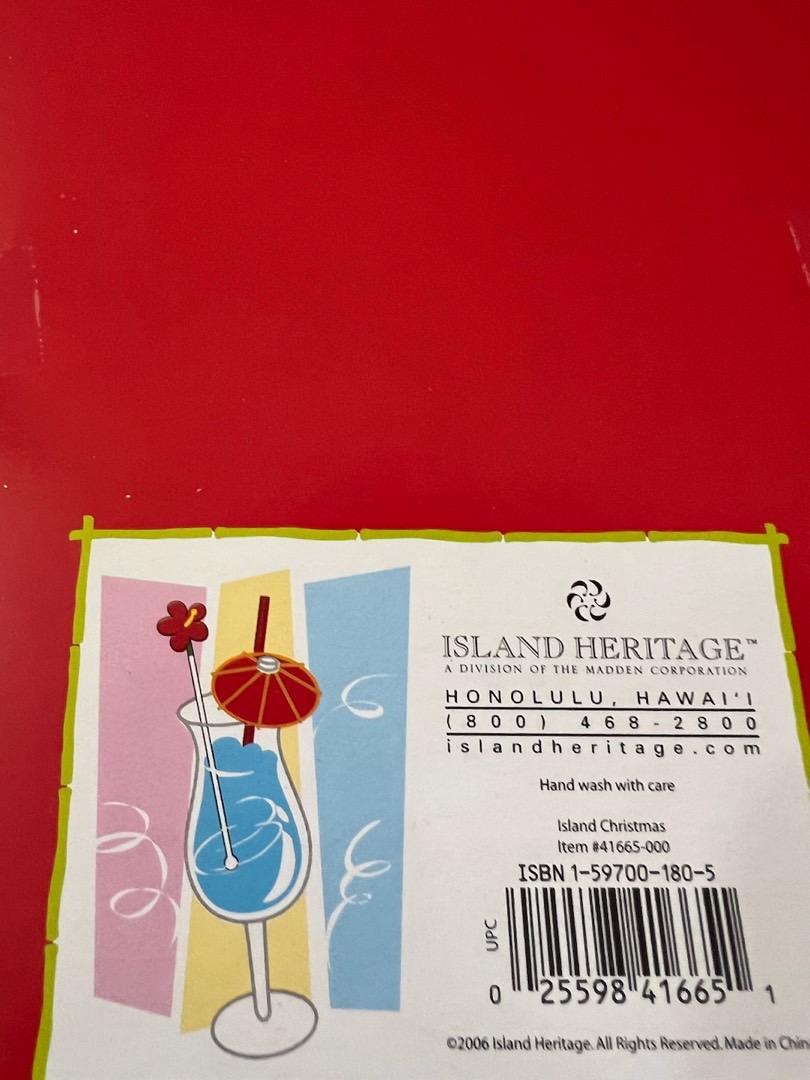 ISLAND HERITAGE™
A DIVISION OF THE MADDEN CORPORATION
HONOLULU, HAWAI‘I
(800) 468-2800
islandheritage.com
Hand wash with care
Island Christmas
Item #41665-000
ISBN 1-59700-180-5
UPC
0 25598 41665 1
©2006 Island Heritage. All Rights Reserved. Made in Chin